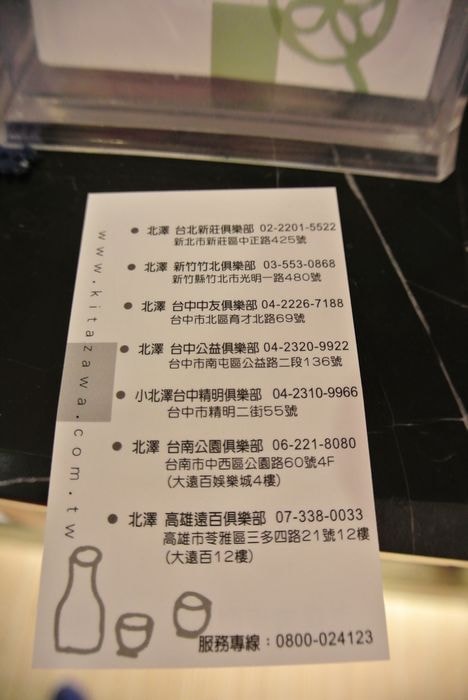 北澤 台北新莊俱樂部 02-2201-5522
新北市新莊區中正路425號
北澤 新竹竹北俱樂部 03-553-0868
新竹縣竹北市光明一路480號
北澤 台中中友俱樂部 04-2226-7188
台中市北區育才北路69號
北澤 台中公益俱樂部 04-2320-9922
台中市南屯區公益路二段136號
小北澤台中精明俱樂部 04-2310-9966
台中市精明二街55號
北澤 台南公園俱樂部 06-221-8080
台南市中西區公園路60號4F
(大遠百娛樂城4樓)
北澤 高雄遠百俱樂部 07-338-0033
高雄市苓雅區三多四路21號12樓
(大遠百12樓)
服務專線：0800-024123
www.kitazawa.com.tw